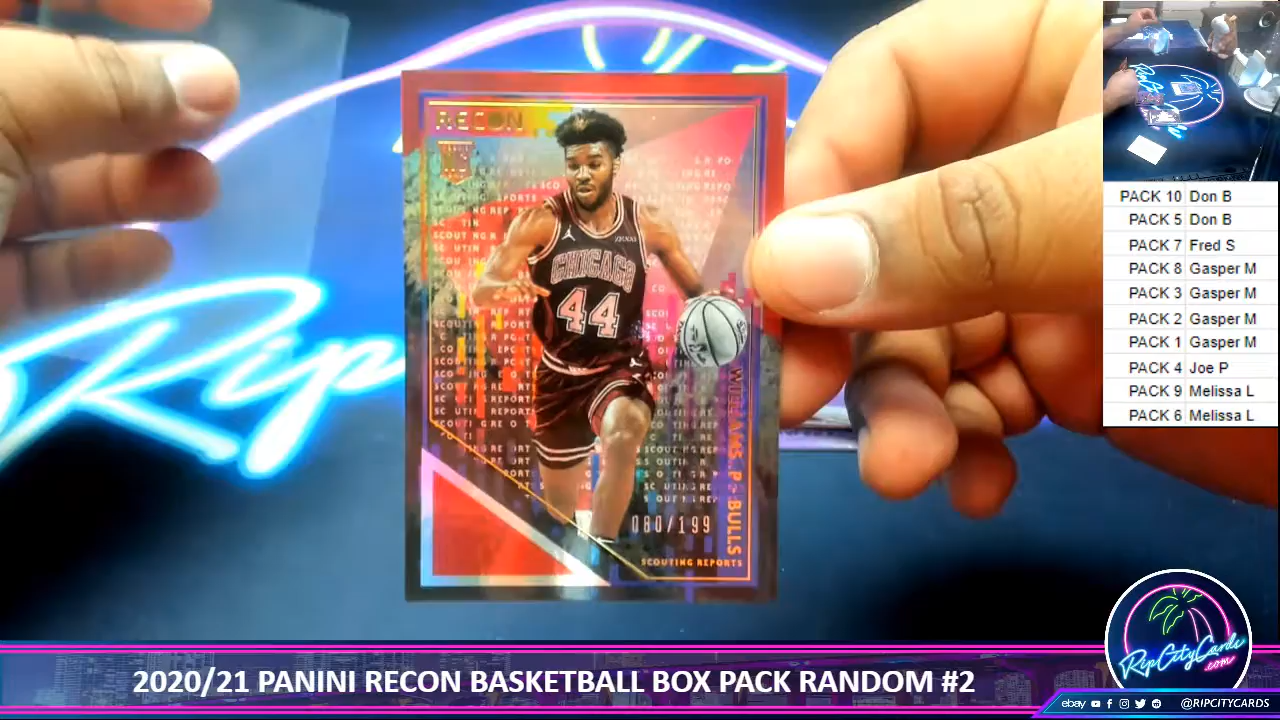 RECON
RC
CHICAGO
44
WILLIAMS, P - BULLS
080/199
SCOUTING REPORTS
Rip
PACK 10 Don B
PACK 5 Don B
PACK 7 Fred S
PACK 8 Gasper M
PACK 3 Gasper M
PACK 2 Gasper M
PACK 1 Gasper M
PACK 4 Joe P
PACK 9 Melissa L
PACK 6 Melissa L
RipCityCards
.com
2020/21 PANINI RECON BASKETBALL BOX PACK RANDOM #2
ebay @RIPCITYCARDS